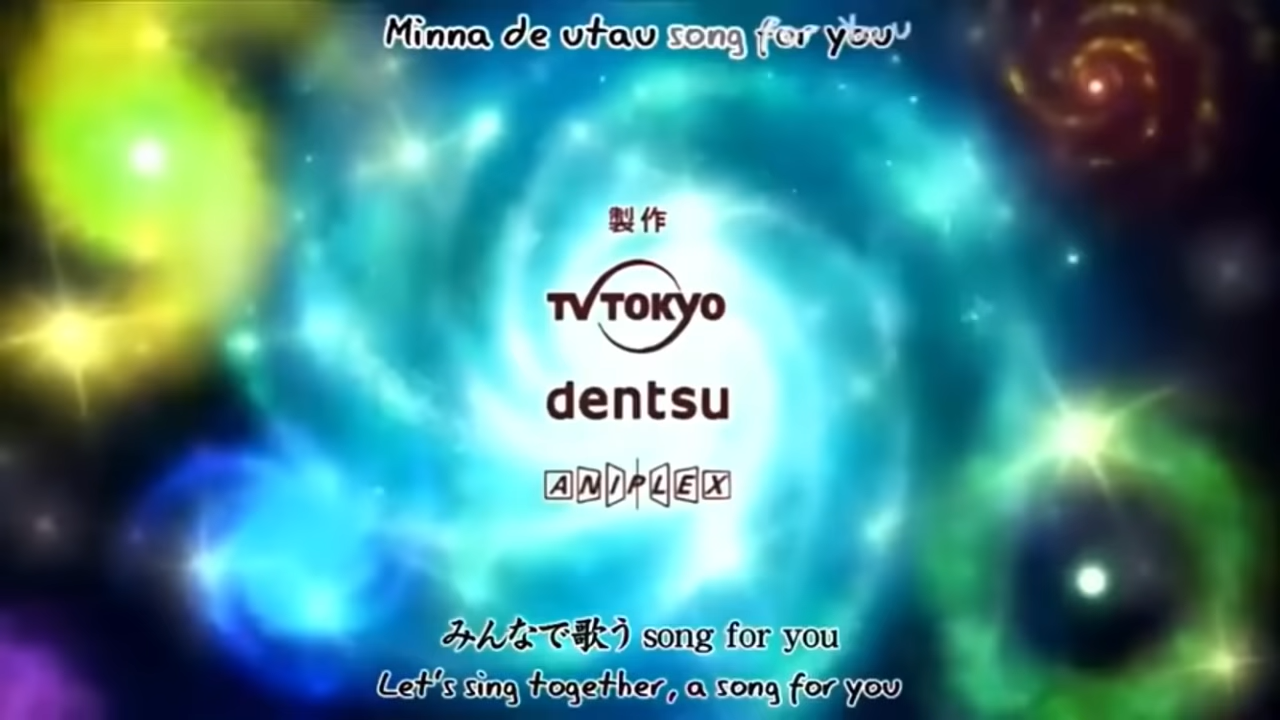 Minna de utau song for you
製作
TV TOKYO
dentsu
ANIPLEX
みんなで歌う song for you
Let's sing together, a song for you